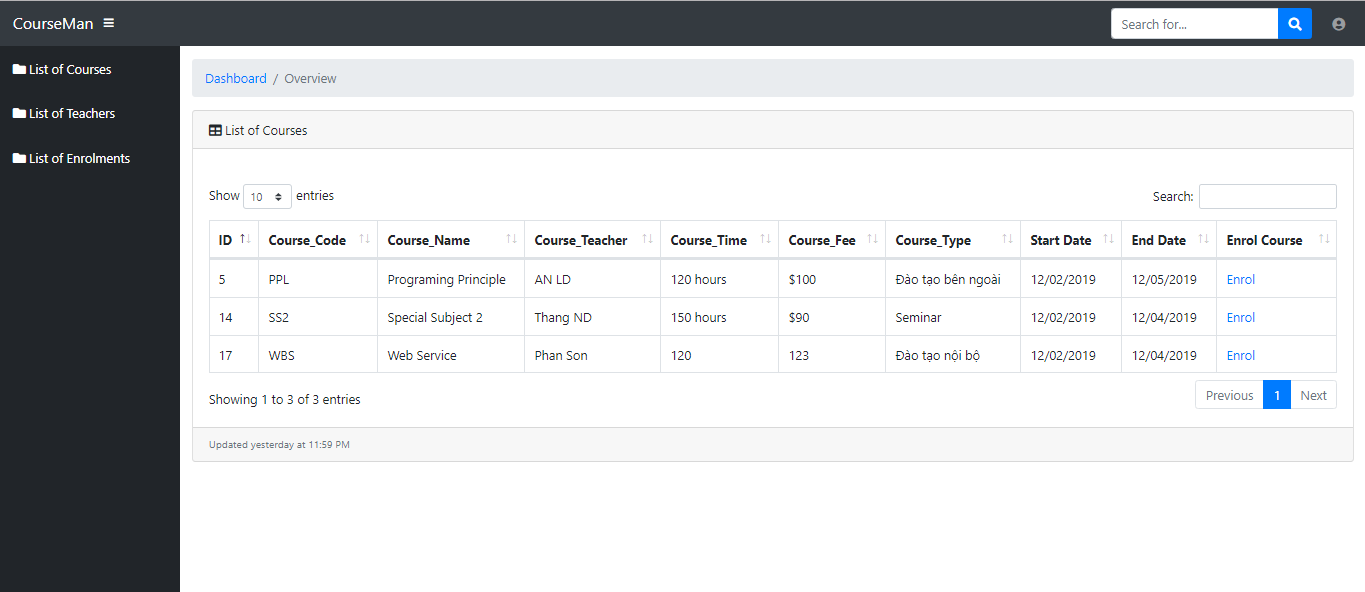 CourseMan
Search for...
List of Courses
List of Teachers
List of Enrolments
Dashboard / Overview
List of Courses
Show 10 entries Search:
ID Course_Code Course_Name Course_Teacher Course_Time Course_Fee Course_Type Start Date End Date Enrol Course
5 PPL Programing Principle AN LD 120 hours $100 Đào tạo bên ngoài 12/02/2019 12/05/2019 Enrol
14 SS2 Special Subject 2 Thang ND 150 hours $90 Seminar 12/02/2019 12/04/2019 Enrol
17 WBS Web Service Phan Son 120 123 Đào tạo nội bộ 12/02/2019 12/04/2019 Enrol
Showing 1 to 3 of 3 entries Previous 1 Next
Updated yesterday at 11:59 PM